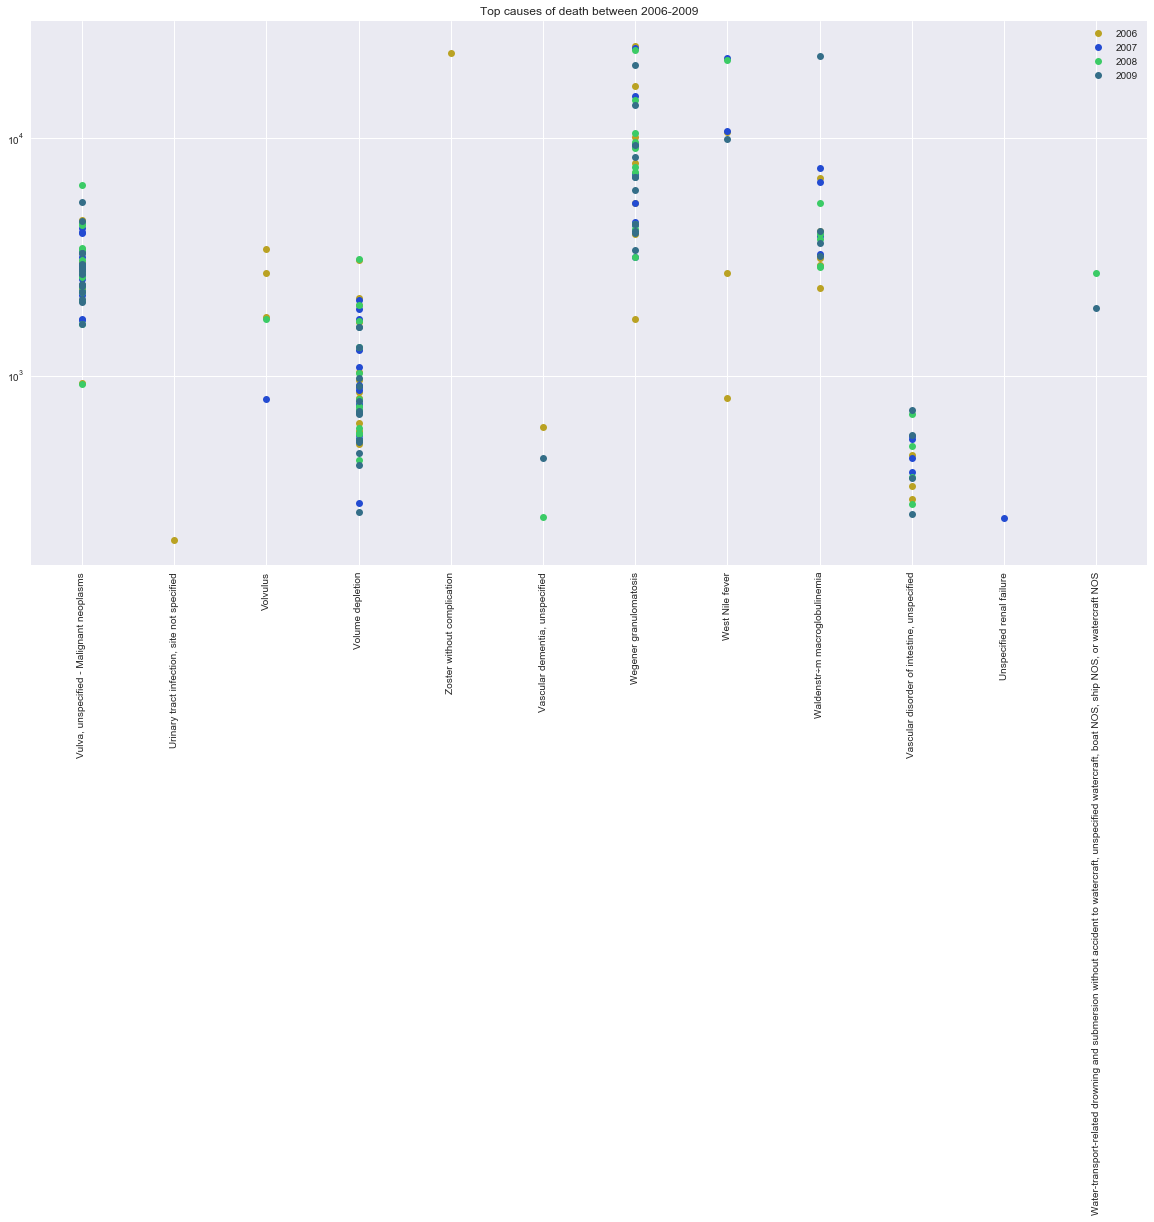 Top causes of death between 2006-2009
2006
2007
2008
2009
10^4
10^3
Vulva, unspecified - Malignant neoplasms
Urinary tract infection, site not specified
Volvulus
Volume depletion
Zoster without complication
Vascular dementia, unspecified
Wegener granulomatosis
West Nile fever
Waldenstr÷m macroglobulinemia
Vascular disorder of intestine, unspecified
Unspecified renal failure
Water-transport-related drowning and submersion without accident to watercraft, unspecified watercraft, boat NOS, ship NOS, or watercraft NOS